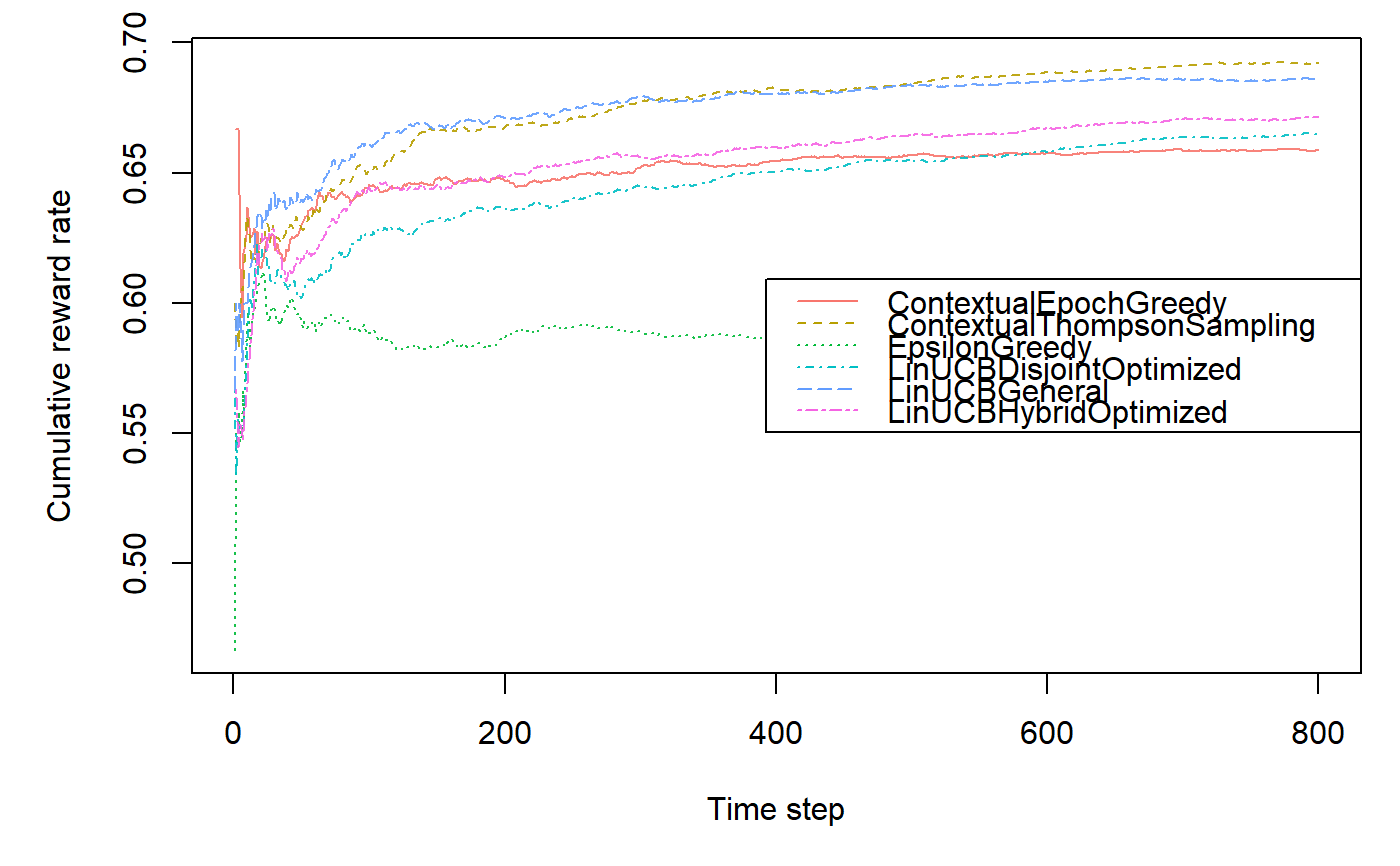 0.70
0.65
0.60
0.55
0.50
Cumulative reward rate
ContextualEpochGreedy
ContextualThompsonSampling
EpsilonGreedy
LinUCBDisjointOptimized
LinUCBGeneral
LinUCBHybridOptimized
0 200 400 600 800
Time step